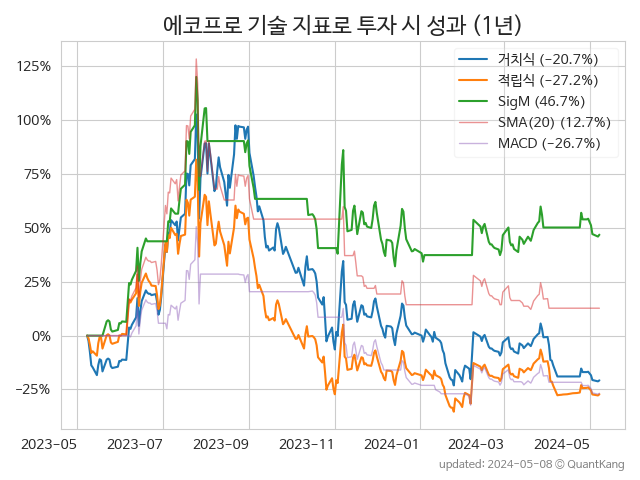 에코프로 기술 지표로 투자 시 성과 (1년)
거치식 (−20.7%)
적립식 (−27.2%)
SigM (46.7%)
SMA(20) (12.7%)
MACD (−26.7%)
125%
100%
75%
50%
25%
0%
−25%
2023-05 2023-07 2023-09 2023-11 2024-01 2024-03 2024-05
updated: 2024-05-08 © QuantKang